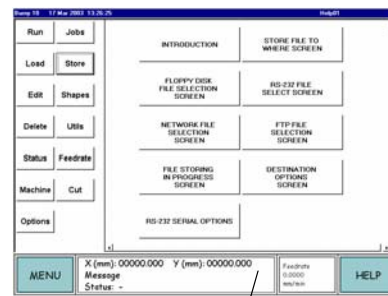 Bump 10 17 Mar 2003 13:26:25 Help01
Run Jobs
Load Store
Edit Shapes
Delete Utils
Status Feedrate
Machine Cut
Options
INTRODUCTION
STORE FILE TO
WHERE SCREEN
FLOPPY DISK
FILE SELECTION
SCREEN
RS-232 FILE
SELECT SCREEN
NETWORK FILE
SELECTION
SCREEN
FTP FILE
SELECTION
SCREEN
FILE STORING
IN PROGRESS
SCREEN
DESTINATION
OPTIONS
SCREEN
RS-232 SERIAL OPTIONS
MENU
X (mm): 00000.000 Y (mm): 00000.000
Message
Status: -
Feedrate
0.0000
mm/min
HELP